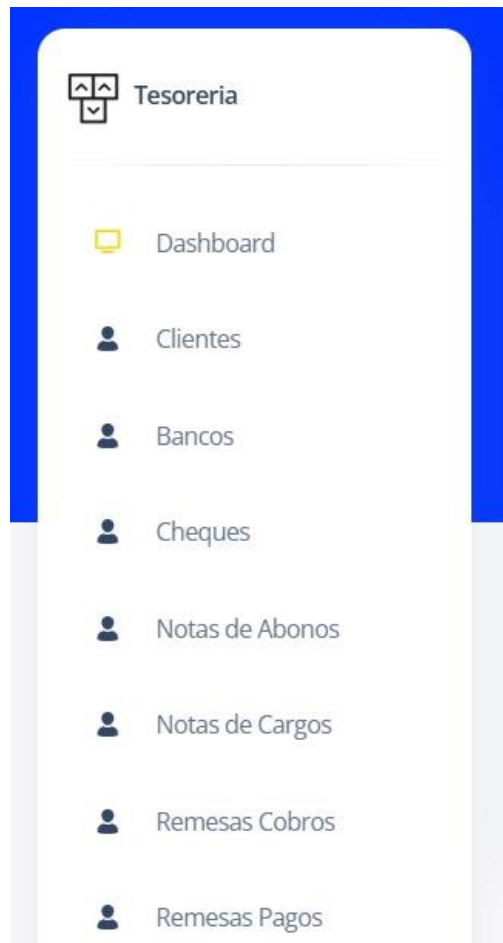 Tesoreria
Dashboard
Clientes
Bancos
Cheques
Notas de Abonos
Notas de Cargos
Remesas Cobros
Remesas Pagos